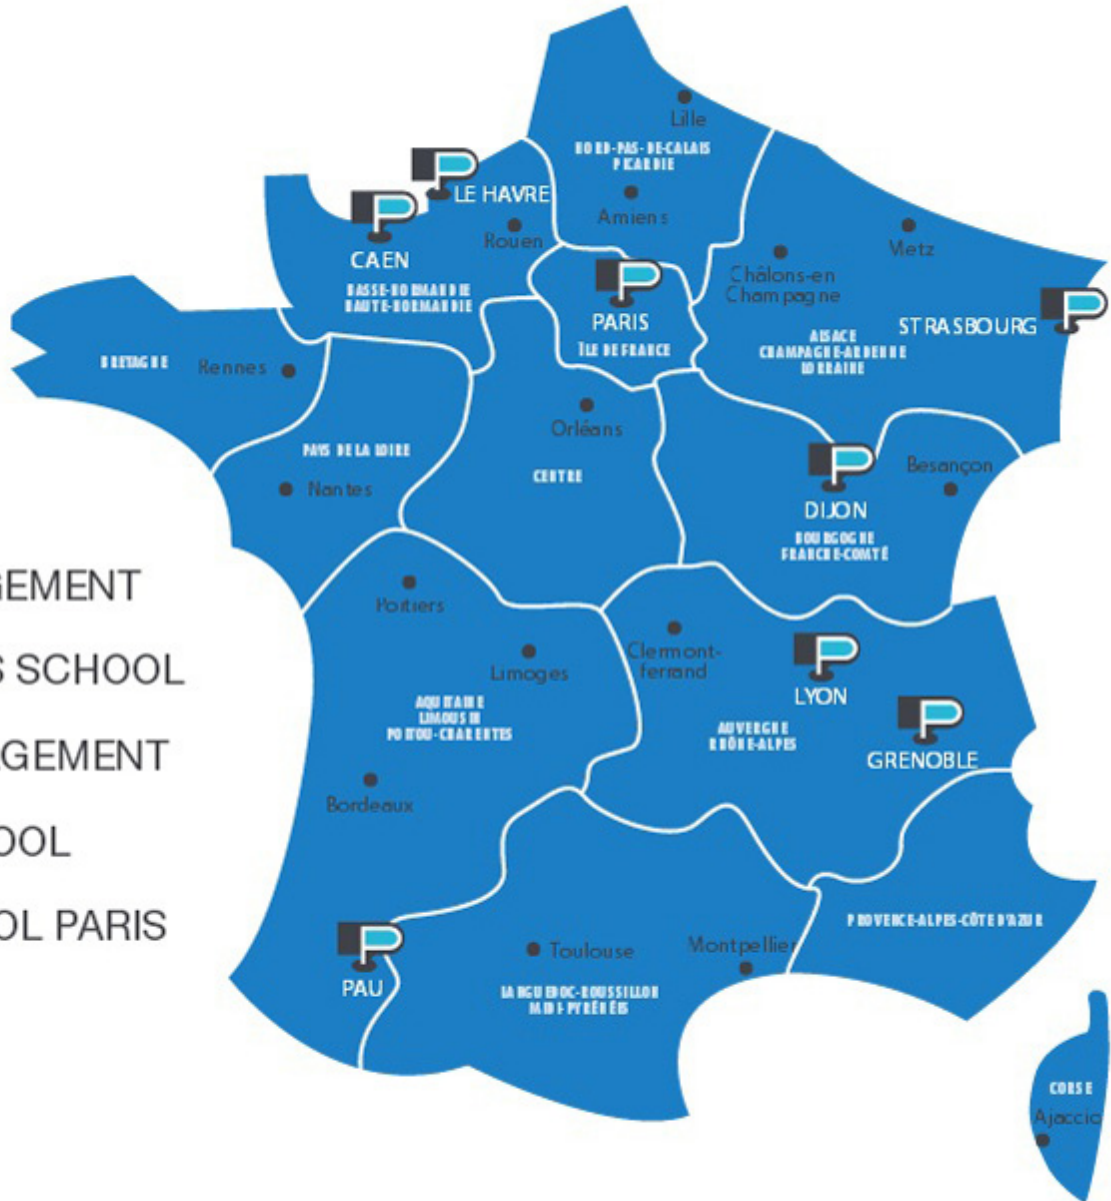 Lille
NORD-PAS-DE-CALAIS
PICARDIE
Amiens
LE HAVRE
Rouen
CAEN
BASSE-NORMANDIE
HAUTE-NORMANDIE
Metz
Châlons-en
Champagne
PARIS
ÎLE DE FRANCE
STRASBOURG
ALSACE
CHAMPAGNE-ARDENNE
LORRAINE
BRETAGNE
Rennes
Orléans
PAYS DE LA LOIRE
Nantes
CENTRE
Besançon
DIJON
BOURGOGNE
FRANCHE-COMTÉ
GEMENT
S SCHOOL
AGEMENT
OOL
OL PARIS
Poitiers
Limoges
Clermont-
ferrand
LYON
AQUITAINE
LIMOUSIN
POITOU-CHARENTES
AUVERGNE
RHÔNE-ALPES
GRENOBLE
Bordeaux
PROVENCE-ALPES-CÔTE D'AZUR
PAU
Toulouse
Montpellier
LANGUEDOC-ROUSSILLON
MIDI-PYRÉNÉES
CORSE
Ajaccio